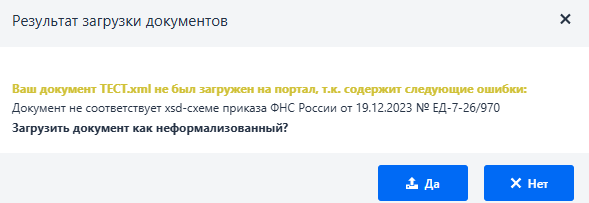 Результат загрузки документов
Ваш документ ТЕСТ.xml не был загружен на портал, т.к. содержит следующие ошибки:
Документ не соответствует xsd-схеме приказа ФНС России от 19.12.2023 № ЕД-7-26/970
Загрузить документ как неформализованный?
Да
Нет